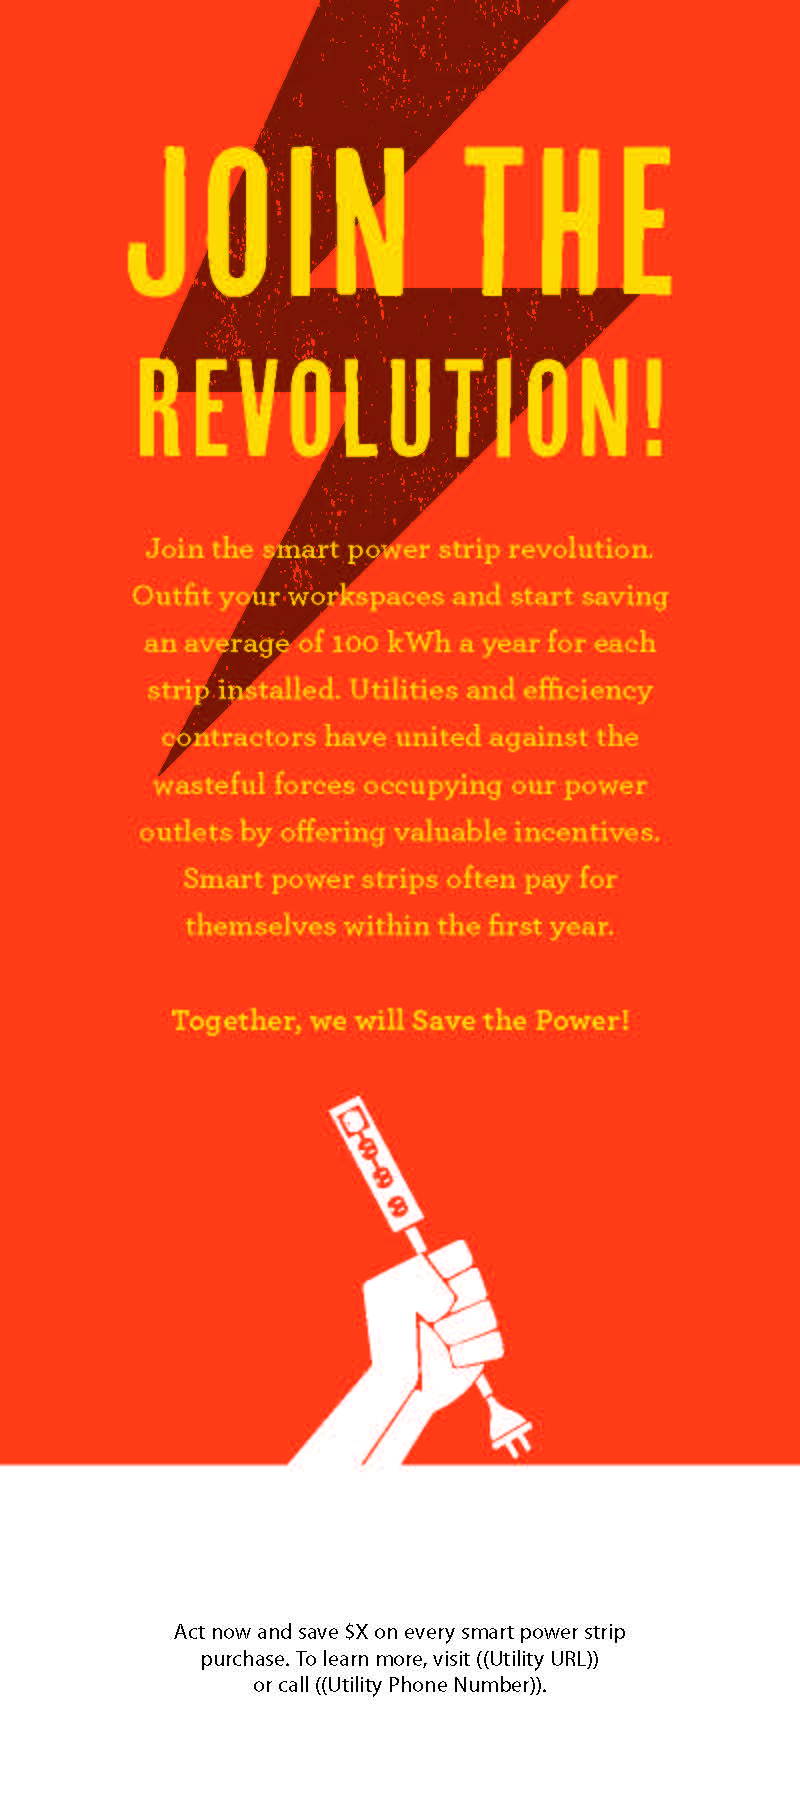 JOIN THE
REVOLUTION!
Join the smart power strip revolution.
Outfit your workspaces and start saving
an average of 100 kWh a year for each
strip installed. Utilities and efficiency
contractors have united against the
wasteful forces occupying our power
outlets by offering valuable incentives.
Smart power strips often pay for
themselves within the first year.
Together, we will Save the Power!
Act now and save $X on every smart power strip
purchase. To learn more, visit ((Utility URL))
or call ((Utility Phone Number)).